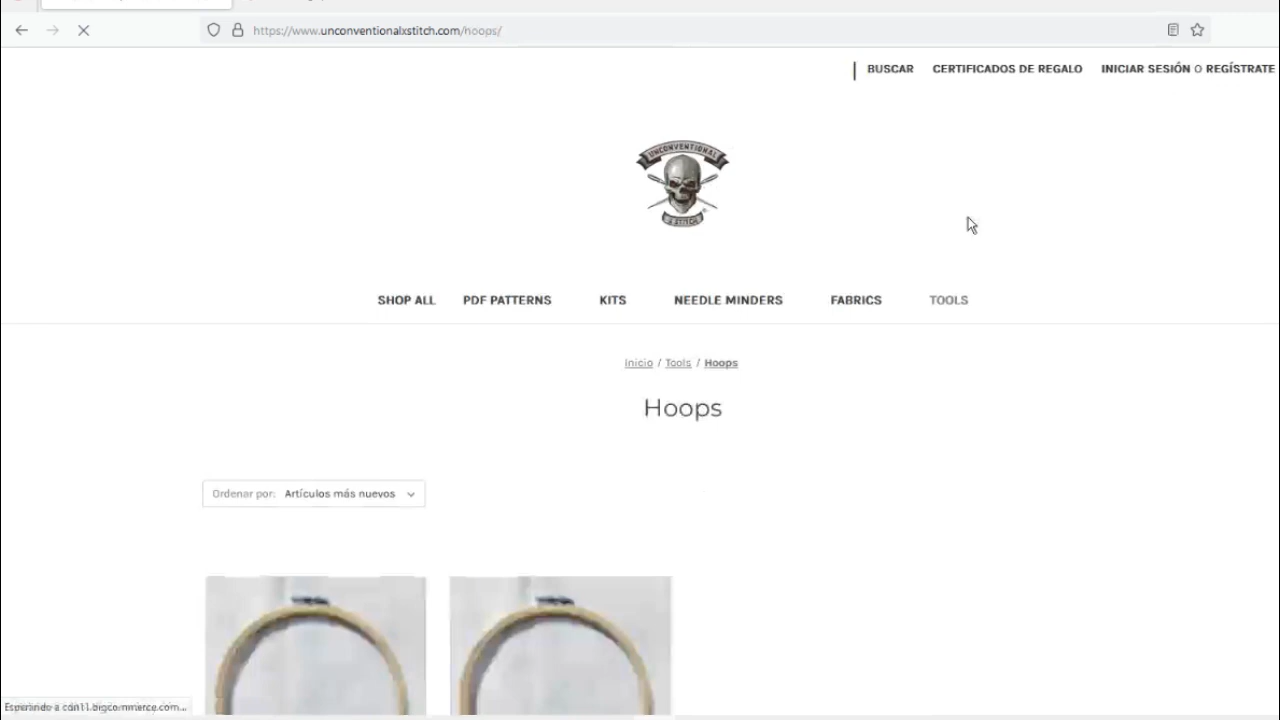 https://www.unconventionalxstitch.com/hoops/
BUSCAR CERTIFICADOS DE REGALO INICIAR SESIÓN O REGÍSTRATE
UNCONVENTIONAL
X STITCH
SHOP ALL PDF PATTERNS KITS NEEDLE MINDERS FABRICS TOOLS
Inicio / Tools / Hoops
Hoops
Ordenar por: Artículos más nuevos
Esperando a cdn11.bigcommerce.com...